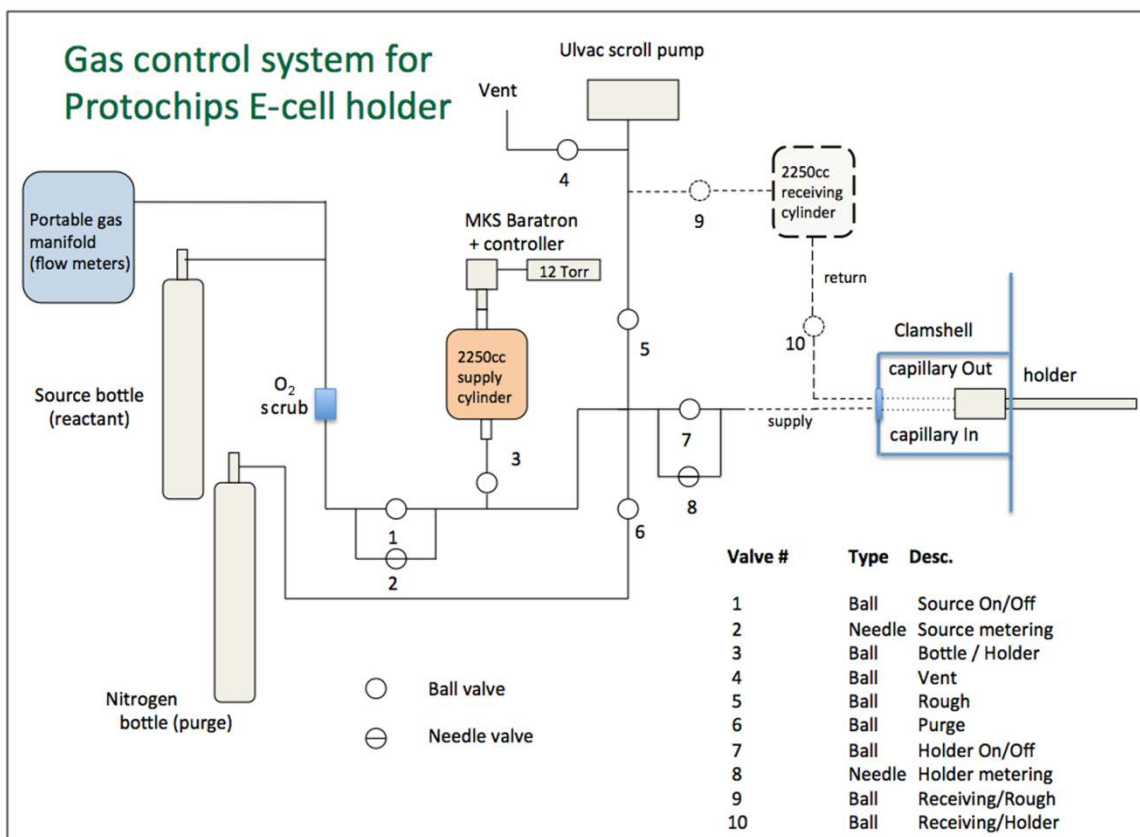 Gas control system for
Protochips E-cell holder
Ulvac scroll pump
Vent
4
2250cc
receiving
cylinder
9
Portable gas
manifold
(flow meters)
MKS Baratron
+ controller
12 Torr
return
5
10
Clamshell
capillary Out
holder
2250cc
supply
cylinder
O2
scrub
Source bottle
(reactant)
supply
capillary In
7
3
8
6
1
2
Nitrogen
bottle (purge)
Ball valve
Needle valve
Valve # Type Desc.
1 Ball Source On/Off
2 Needle Source metering
3 Ball Bottle / Holder
4 Ball Vent
5 Ball Rough
6 Ball Purge
7 Ball Holder On/Off
8 Needle Holder metering
9 Ball Receiving/Rough
10 Ball Receiving/Holder